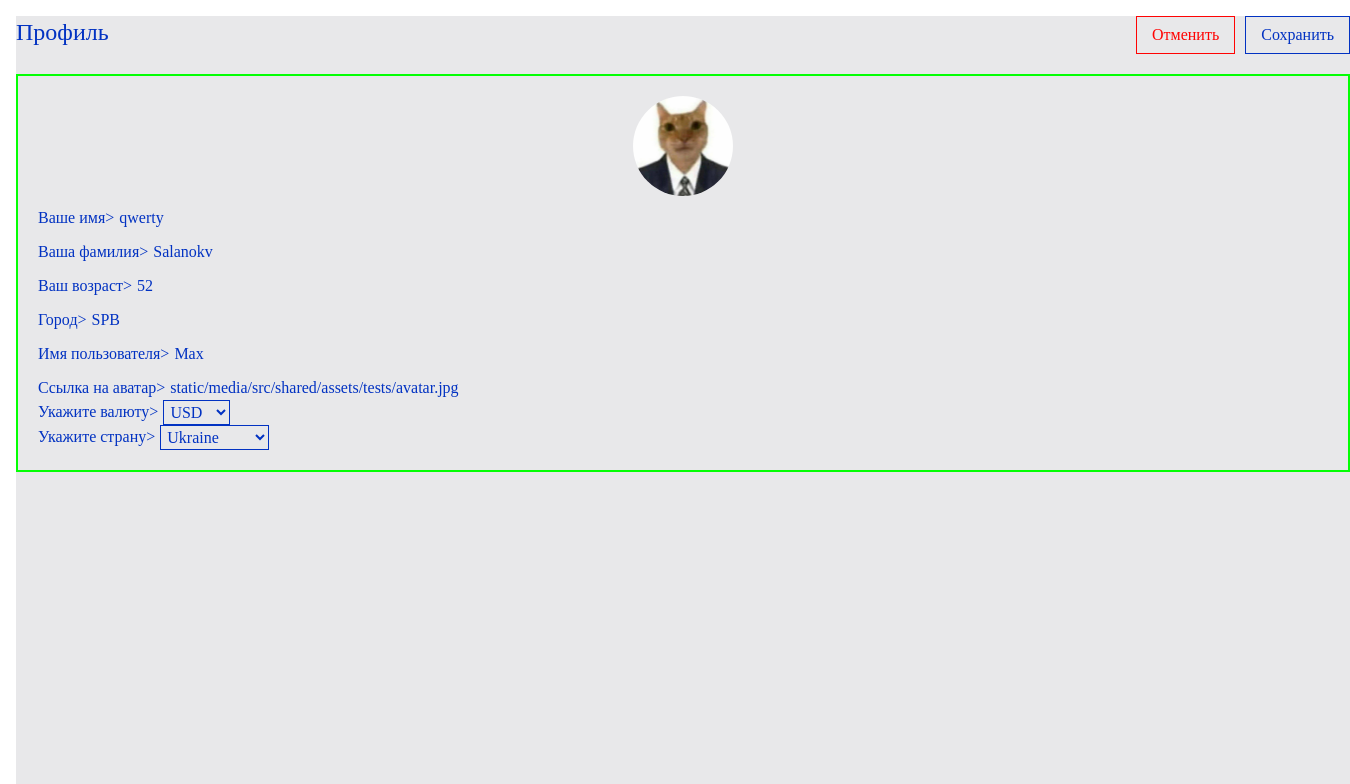 Профиль
Отменить
Сохранить
Ваше имя> qwerty
Ваша фамилия> Salanokv
Ваш возраст> 52
Город> SPB
Имя пользователя> Max
Ссылка на аватар> static/media/src/shared/assets/tests/avatar.jpg
Укажите валюту> USD
Укажите страну> Ukraine